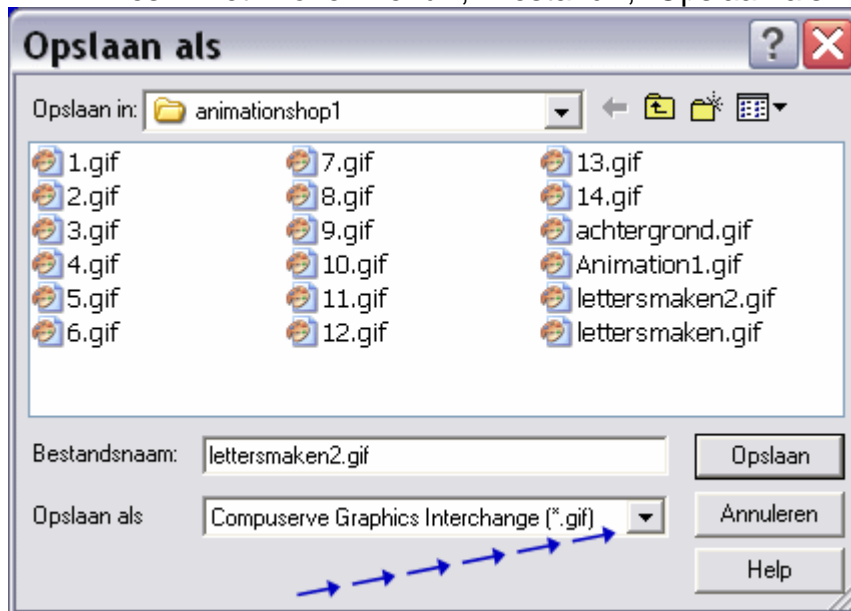 Opslaan als
Opslaan in: animationshop1
1.gif 7.gif 13.gif
2.gif 8.gif 14.gif
3.gif 9.gif achtergrond.gif
4.gif 10.gif Animation1.gif
5.gif 11.gif lettersmaken2.gif
6.gif 12.gif lettersmaken.gif
Bestandsnaam: lettersmaken2.gif Opslaan
Opslaan als Compuserve Graphics Interchange (*.gif) Annuleren
Help